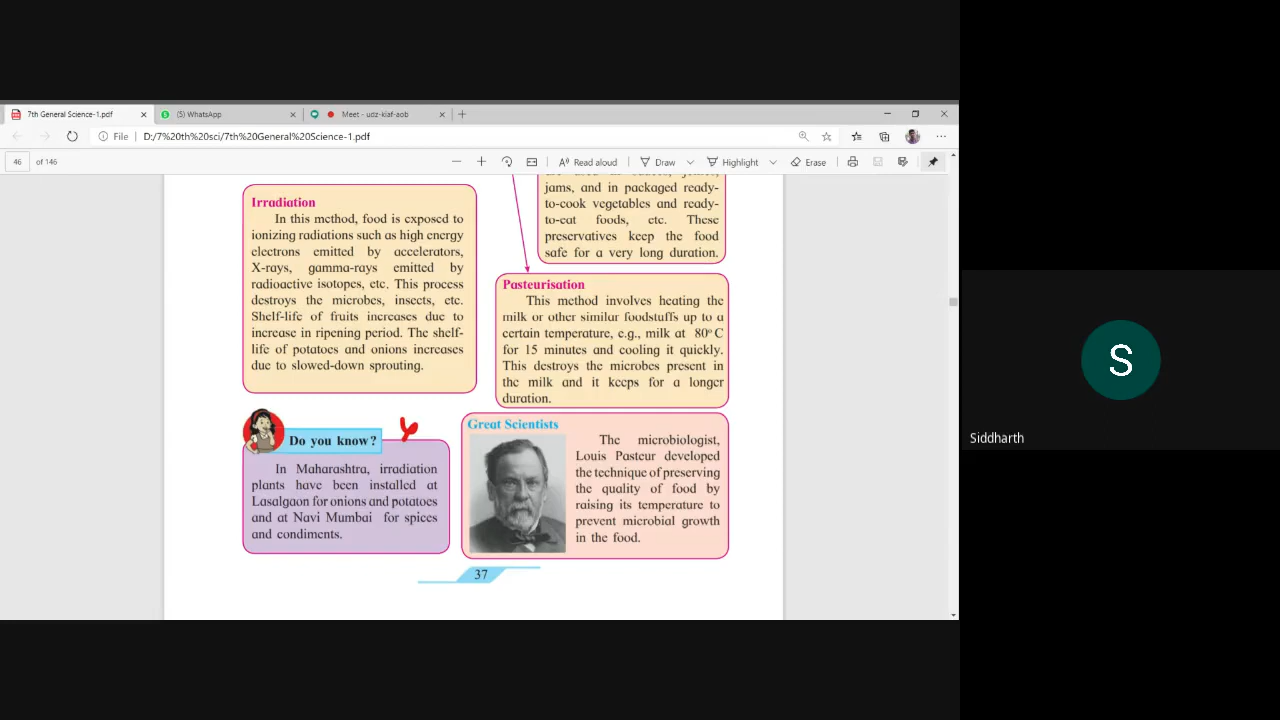 7th General Science-1.pdf
(5) WhatsApp
Meet - udz-kiaf-aob
File
D:/7%20th%20sci/7th%20General%20Science-1.pdf
46 of 146
Read aloud
Draw
Highlight
Erase
jams, and in packaged ready-
to-cook vegetables and ready-
to-eat foods, etc. These
preservatives keep the food
safe for a very long duration.
Irradiation
In this method, food is exposed to
ionizing radiations such as high energy
electrons emitted by accelerators,
X-rays, gamma-rays emitted by
radioactive isotopes, etc. This process
destroys the microbes, insects, etc.
Shelf-life of fruits increases due to
increase in ripening period. The shelf-
life of potatoes and onions increases
due to slowed-down sprouting.
Pasteurisation
This method involves heating the
milk or other similar foodstuffs up to a
certain temperature, e.g., milk at 80° C
for 15 minutes and cooling it quickly.
This destroys the microbes present in
the milk and it keeps for a longer
duration.
Do you know?
In Maharashtra, irradiation
plants have been installed at
Lasalgaon for onions and potatoes
and at Navi Mumbai for spices
and condiments.
Great Scientists
The microbiologist,
Louis Pasteur developed
the technique of preserving
the quality of food by
raising its temperature to
prevent microbial growth
in the food.
37
S
Siddharth